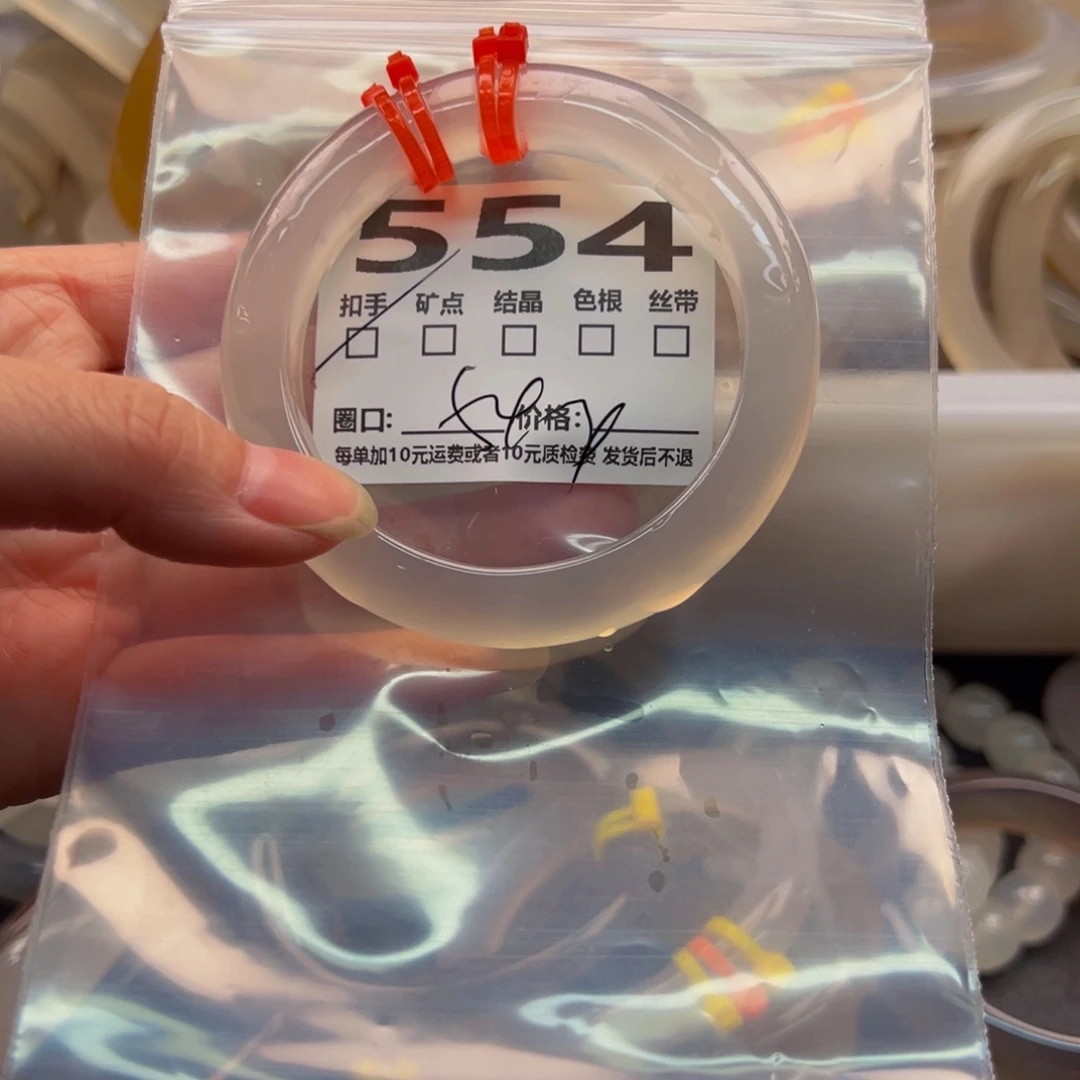 554
扣手 矿点 结晶 色根 丝带
圈口: 价格:
每单加10元运费或者10元质检费 发货后不退